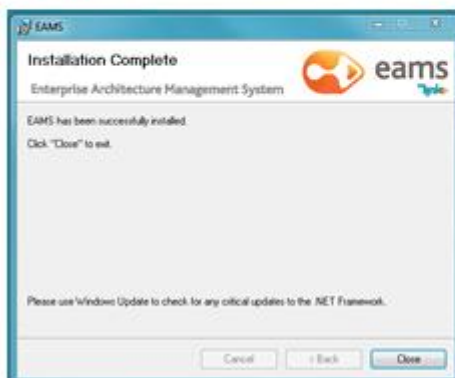 EAMS
Installation Complete
Enterprise Architecture Management System
eams
EAMS has been successfully installed.
Click "Close" to exit.
Please use Windows Update to check for any critical updates to the .NET Framework.
Cancel
< Back
Close